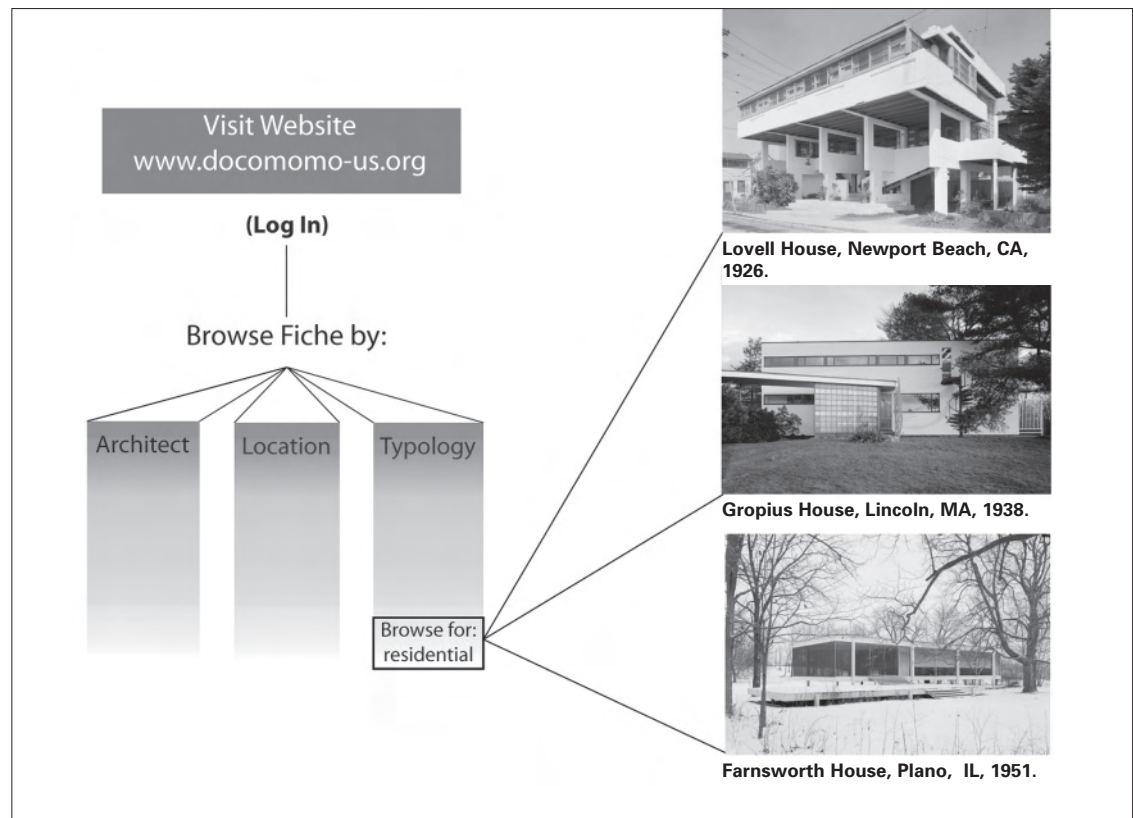 Visit Website
www.docomomo-us.org
(Log In)
Browse Fiche by:
Architect
Location
Typology
Browse for:
residential
Lovell House, Newport Beach, CA,
1926.
Gropius House, Lincoln, MA, 1938.
Farnsworth House, Plano, IL, 1951.